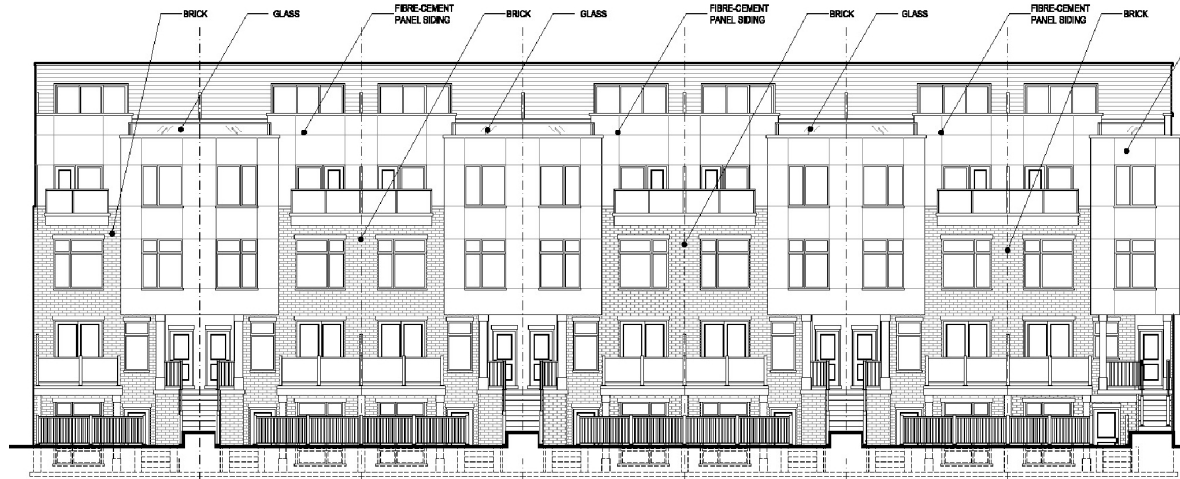 BRICK
GLASS
FIBRE-CEMENT
PANEL SIDING
BRICK
GLASS
FIBRE-CEMENT
PANEL SIDING
BRICK
GLASS
FIBRE-CEMENT
PANEL SIDING
BRICK